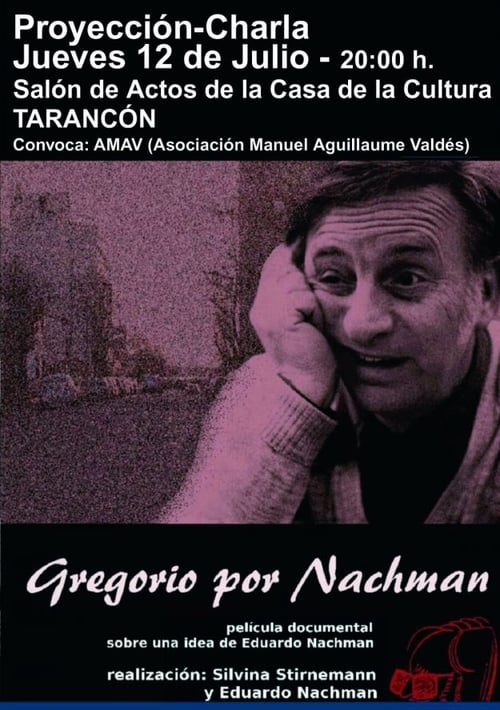 Proyección-Charla
Jueves 12 de Julio - 20:00 h.
Salón de Actos de la Casa de la Cultura
TARANCÓN
Convoca: AMAV (Asociación Manuel Aguillaume Valdés)
Gregorio por Nachman
película documental
sobre una idea de Eduardo Nachman
realización: Silvina Stirnemann
y Eduardo Nachman